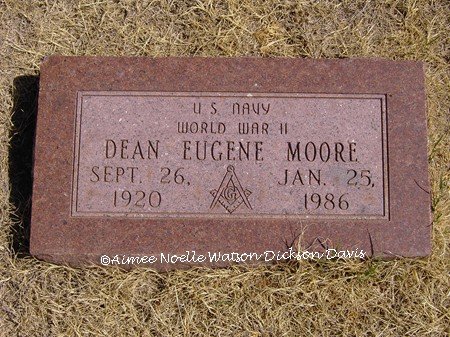 U S NAVY
WORLD WAR II
DEAN EUGENE MOORE
SEPT. 26, JAN. 25,
1920 G 1986
©Aimee Noelle Watson Dickson Davis